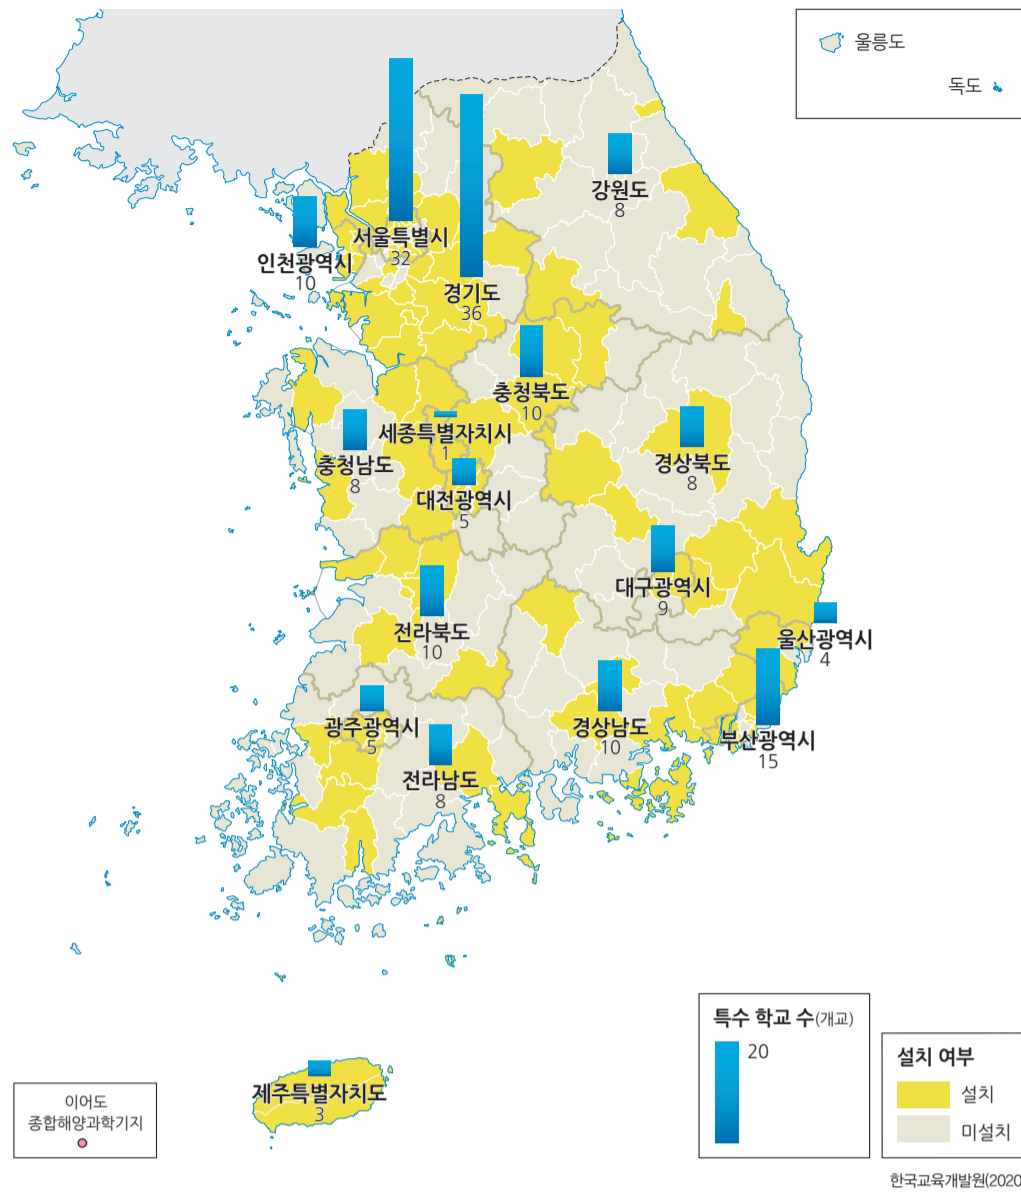 울릉도
독도
강원도
8
서울특별시
32
인천광역시
10
경기도
36
충청북도
10
세종특별자치시
1
충청남도
8
경상북도
8
대전광역시
5
대구광역시
9
전라북도
10
울산광역시
4
광주광역시
5
경상남도
10
부산광역시
15
전라남도
8
제주특별자치도
3
이어도
종합해양과학기지
특수 학교 수(개교)
20
설치 여부
설치
미설치
한국교육개발원(2020